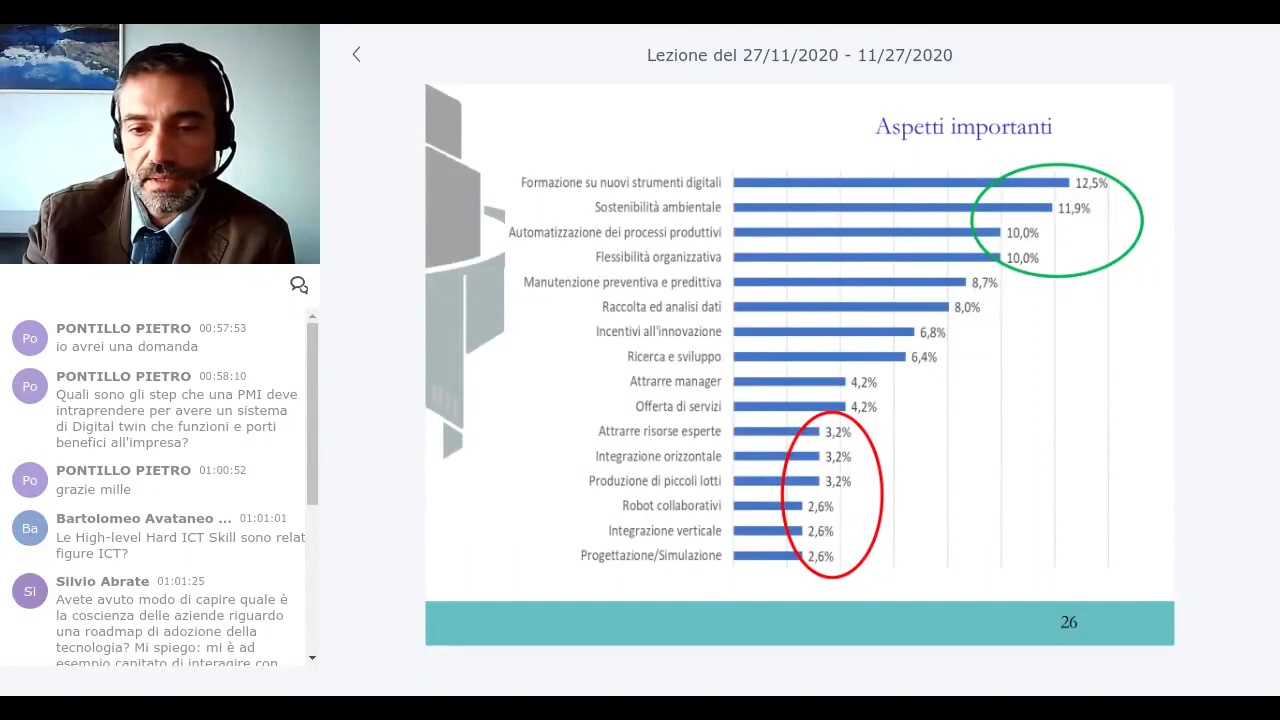 Lezione del 27/11/2020 - 11/27/2020
Aspetti importanti
Formazione su nuovi strumenti digitali 12,5%
Sostenibilità ambientale 11,9%
Automatizzazione dei processi produttivi 10,0%
Flessibilità organizzativa 10,0%
Manutenzione preventiva e predittiva 8,7%
Raccolta ed analisi dati 8,0%
Incentivi all'innovazione 6,8%
Ricerca e sviluppo 6,4%
Attrarre manager 4,2%
Offerta di servizi 4,2%
Attrarre risorse esperte 3,2%
Integrazione orizzontale 3,2%
Produzione di piccoli lotti 3,2%
Robot collaborativi 2,6%
Integrazione verticale 2,6%
Progettazione/Simulazione 2,6%
26
Po
PONTILLO PIETRO 00:57:53
io avrei una domanda
Po
PONTILLO PIETRO 00:58:10
Quali sono gli step che una PMI deve
intraprendere per avere un sistema
di Digital twin che funzioni e porti
benefici all'impresa?
Po
PONTILLO PIETRO 01:00:52
grazie mille
Ba
Bartolomeo Avataneo ... 01:01:01
Le High-level Hard ICT Skill sono relat
figure ICT?
Si
Silvio Abrate 01:01:25
Avete avuto modo di capire quale è
la coscienza delle aziende riguardo
una roadmap di adozione della
tecnologia? Mi spiego: mi è ad
esempio capitato di interagire con